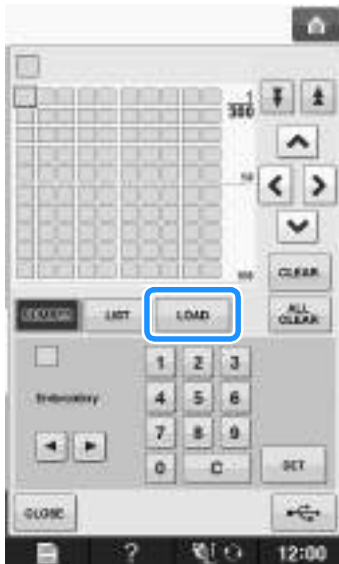 1
300
50
100
CLEAR
LIST
LOAD
ALL
CLEAR
1 2 3
Embroidery
4 5 6
7 8 9
0 C
SET
CLOSE
?
12:00